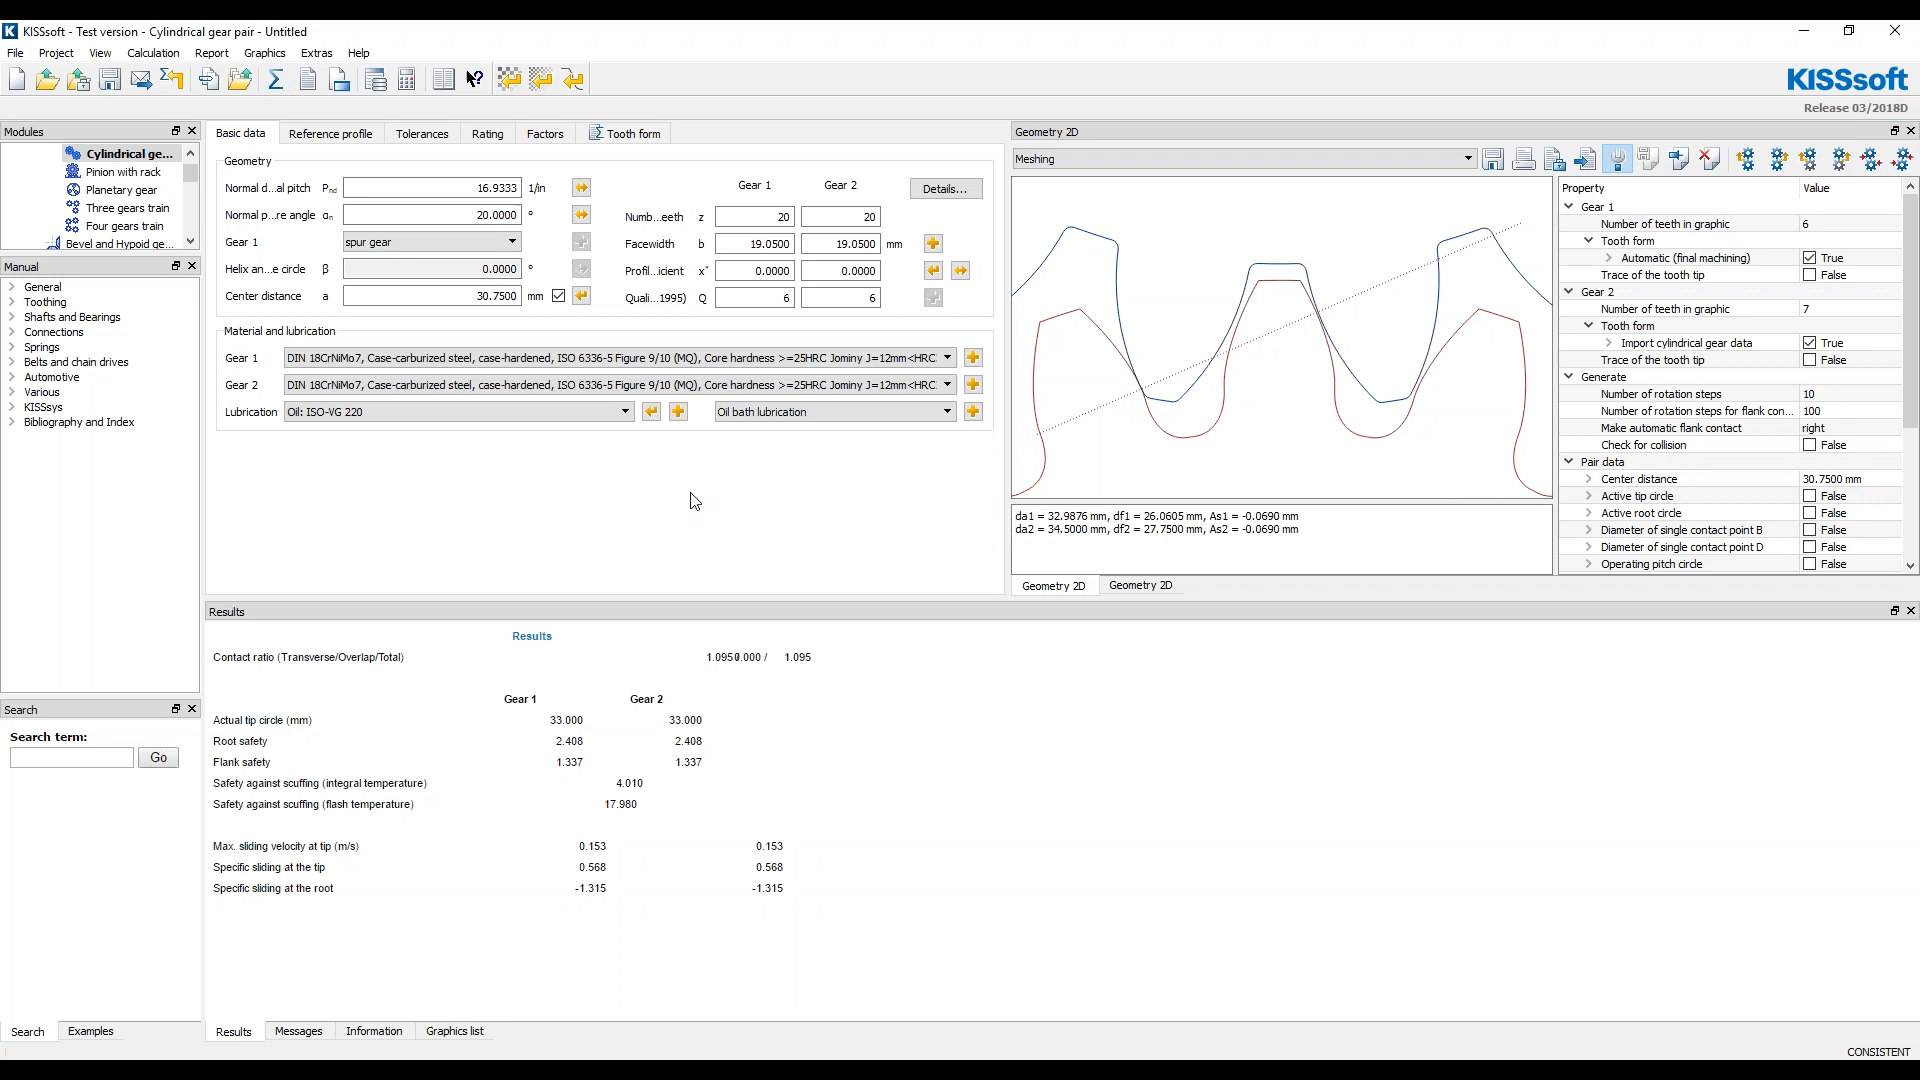 KISSsoft - Test version - Cylindrical gear pair - Untitled
File Project View Calculation Report Graphics Extras Help
KISSsoft
Release 03/2018D
Modules
Cylindrical ge...
Pinion with rack
Planetary gear
Three gears train
Four gears train
Bevel and Hypoid ge...
Manual
General
Toothing
Shafts and Bearings
Connections
Springs
Belts and chain drives
Automotive
Various
KISSsys
Bibliography and Index
Search
Search term:
Go
Search Examples
Basic data Reference profile Tolerances Rating Factors Tooth form
Geometry
Normal d...al pitch Pnd 16.9333 1/in
Normal p...re angle αn 20.0000 °
Gear 1 spur gear
Helix an...e circle β 0.0000 °
Center distance a 30.7500 mm
Gear 1 Gear 2 Details...
Numb...eeth z 20 20
Facewidth b 19.0500 19.0500 mm
Profil...icient x* 0.0000 0.0000
Quali...1995) Q 6 6
Material and lubrication
Gear 1 DIN 18CrNiMo7, Case-carburized steel, case-hardened, ISO 6336-5 Figure 9/10 (MQ), Core hardness >=25HRC Jominy J=12mm<HRC:
Gear 2 DIN 18CrNiMo7, Case-carburized steel, case-hardened, ISO 6336-5 Figure 9/10 (MQ), Core hardness >=25HRC Jominy J=12mm<HRC:
Lubrication Oil: ISO-VG 220 Oil bath lubrication
Geometry 2D
Meshing
da1 = 32.9876 mm, df1 = 26.0605 mm, As1 = -0.0690 mm
da2 = 34.5000 mm, df2 = 27.7500 mm, As2 = -0.0690 mm
Geometry 2D Geometry 2D
Property Value
Gear 1
Number of teeth in graphic 6
Tooth form
Automatic (final machining) True
Trace of the tooth tip False
Gear 2
Number of teeth in graphic 7
Tooth form
Import cylindrical gear data True
Trace of the tooth tip False
Generate
Number of rotation steps 10
Number of rotation steps for flank con... 100
Make automatic flank contact right
Check for collision False
Pair data
Center distance 30.7500 mm
Active tip circle False
Active root circle False
Diameter of single contact point B False
Diameter of single contact point D False
Operating pitch circle False
Results
Results
Contact ratio (Transverse/Overlap/Total) 1.0950.000 / 1.095
Gear 1 Gear 2
Actual tip circle (mm) 33.000 33.000
Root safety 2.408 2.408
Flank safety 1.337 1.337
Safety against scuffing (integral temperature) 4.010
Safety against scuffing (flash temperature) 17.980
Max. sliding velocity at tip (m/s) 0.153 0.153
Specific sliding at the tip 0.568 0.568
Specific sliding at the root -1.315 -1.315
Results Messages Information Graphics list
CONSISTENT